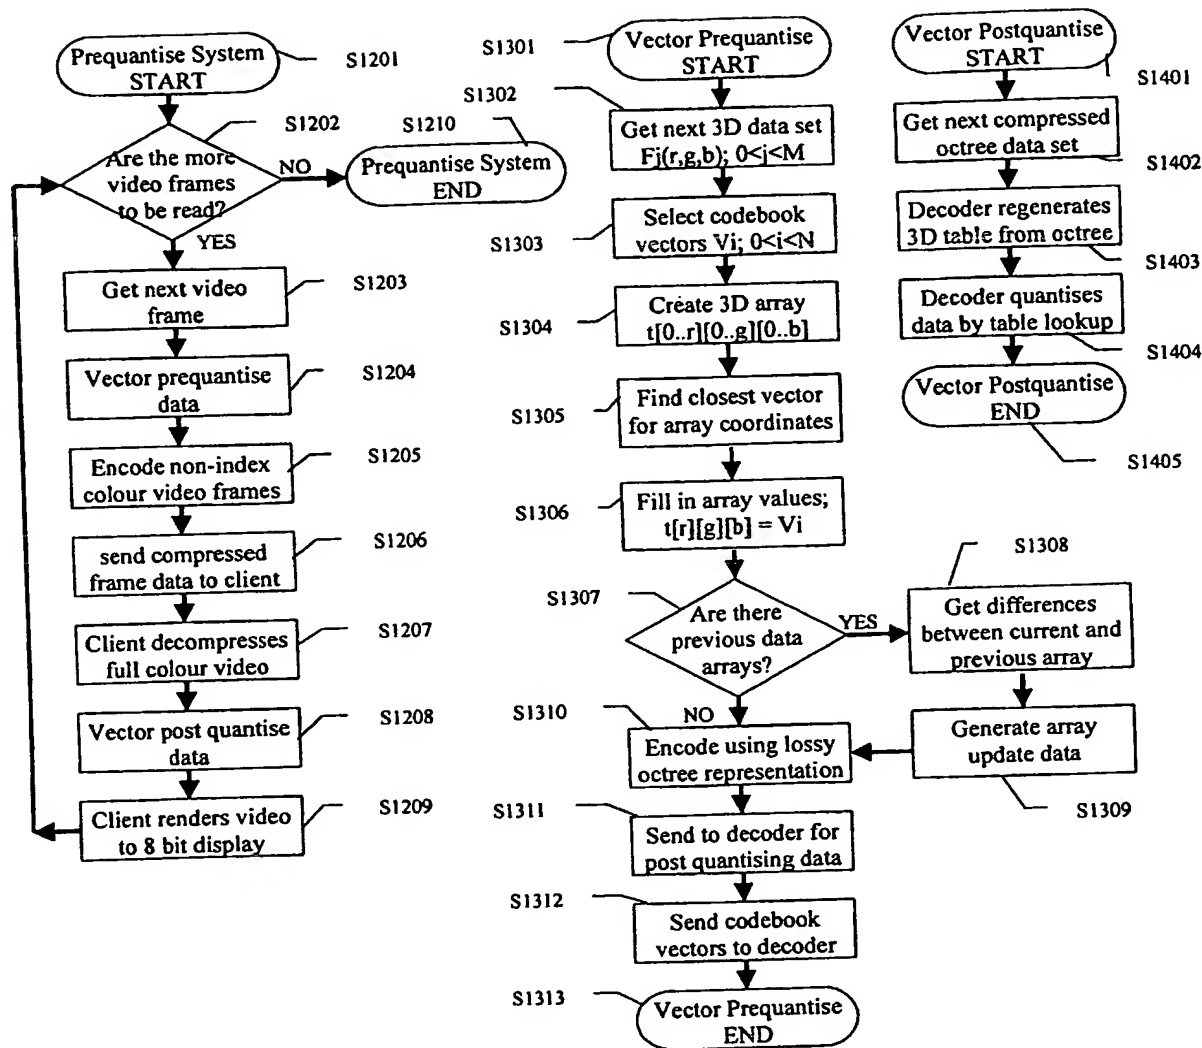 Prequantise System
START
S1201
Are the more
video frames
to be read?
S1202
NO
S1210
Prequantise System
END
YES
Get next video
frame
S1203
Vector prequantise
data
S1204
Encode non-index
colour video frames
S1205
send compressed
frame data to client
S1206
Client decompresses
full colour video
S1207
Vector post quantise
data
S1208
Client renders video
to 8 bit display
S1209
S1301
Vector Prequantise
START
S1302
Get next 3D data set
Fj(r,g,b); 0<j<M
S1303
Select codebook
vectors Vi; 0<i<N
S1304
Create 3D array
t[0..r][0..g][0..b]
S1305
Find closest vector
for array coordinates
S1306
Fill in array values;
t[r][g][b] = Vi
S1307
Are there
previous data
arrays?
YES
S1308
Get differences
between current and
previous array
Generate array
update data
S1309
NO
S1310
Encode using lossy
octree representation
S1311
Send to decoder for
post quantising data
S1312
Send codebook
vectors to decoder
S1313
Vector Prequantise
END
Vector Postquantise
START
S1401
Get next compressed
octree data set
S1402
Decoder regenerates
3D table from octree
S1403
Decoder quantises
data by table lookup
S1404
Vector Postquantise
END
S1405